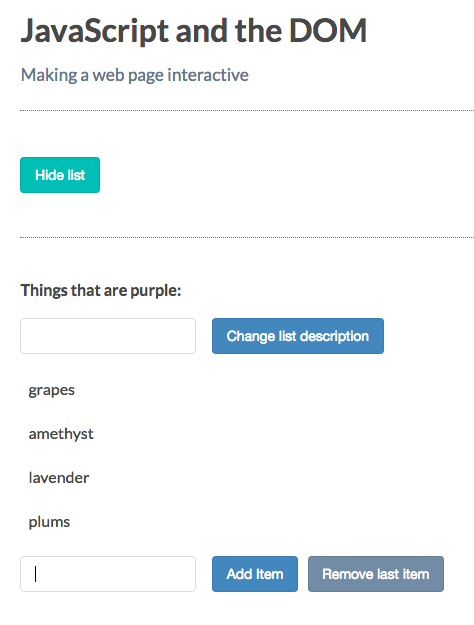 JavaScript and the DOM
Making a web page interactive
Hide list
Things that are purple:
Change list description
grapes
amethyst
lavender
plums
Add Item Remove last item